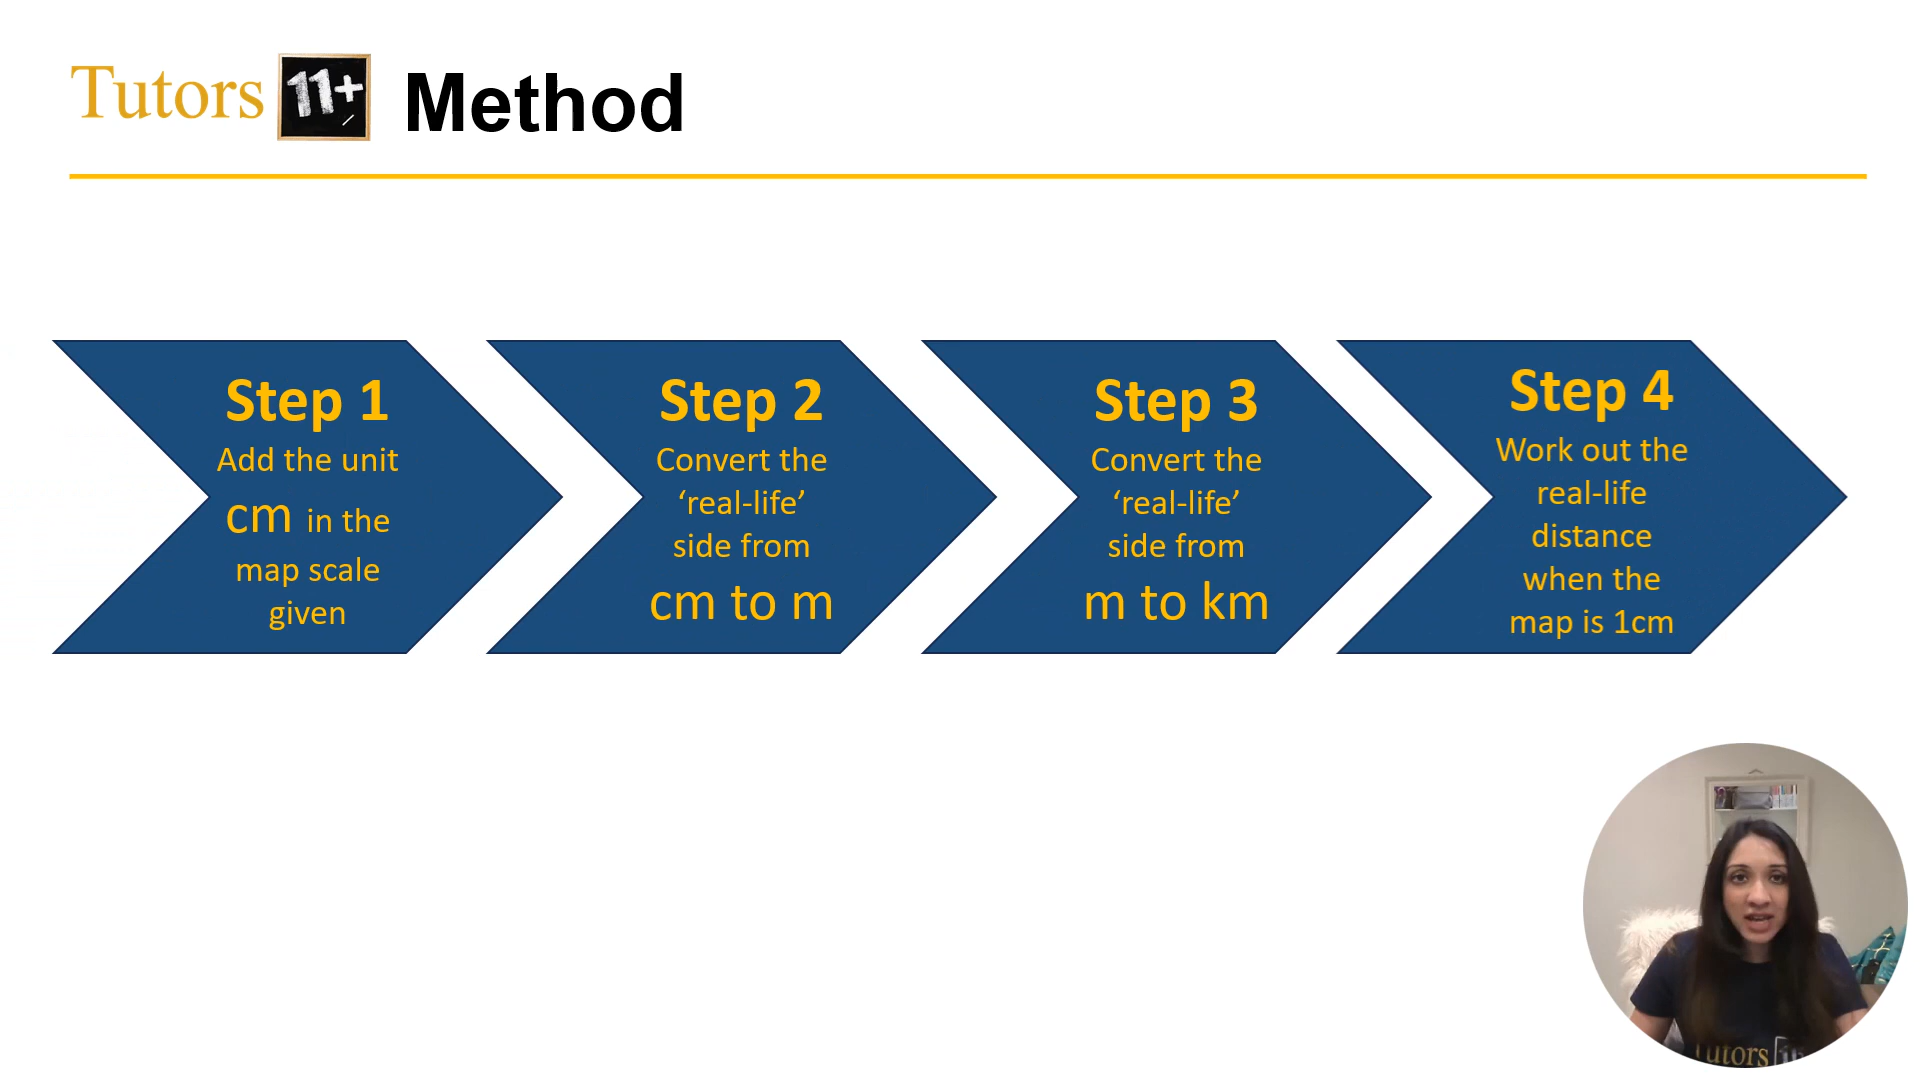 Tutors 11+ Method
Step 1
Add the unit
cm in the
map scale
given
Step 2
Convert the
‘real-life’
side from
cm to m
Step 3
Convert the
‘real-life’
side from
m to km
Step 4
Work out the
real-life
distance
when the
map is 1cm
Tutors